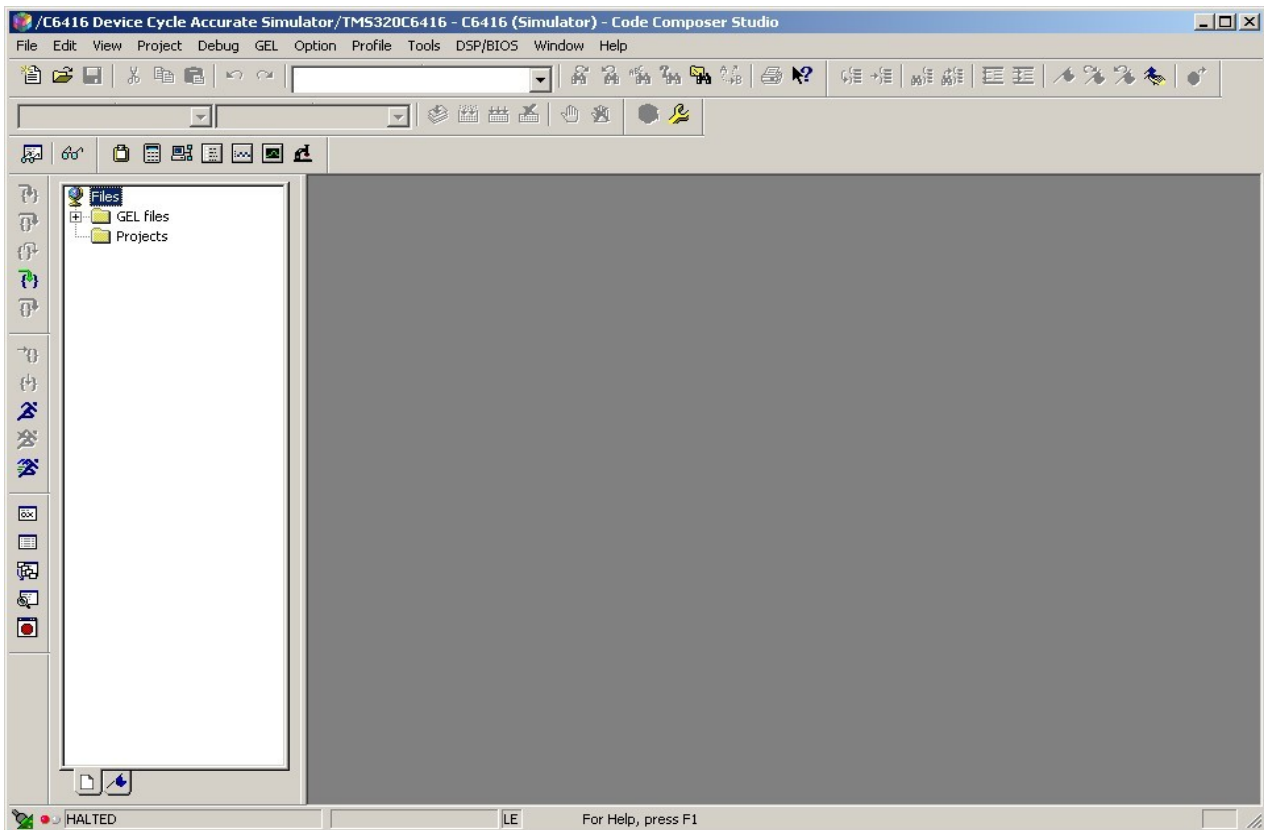 /C6416 Device Cycle Accurate Simulator/TMS320C6416 - C6416 (Simulator) - Code Composer Studio
File Edit View Project Debug GEL Option Profile Tools DSP/BIOS Window Help
Files
GEL files
Projects
HALTED LE For Help, press F1